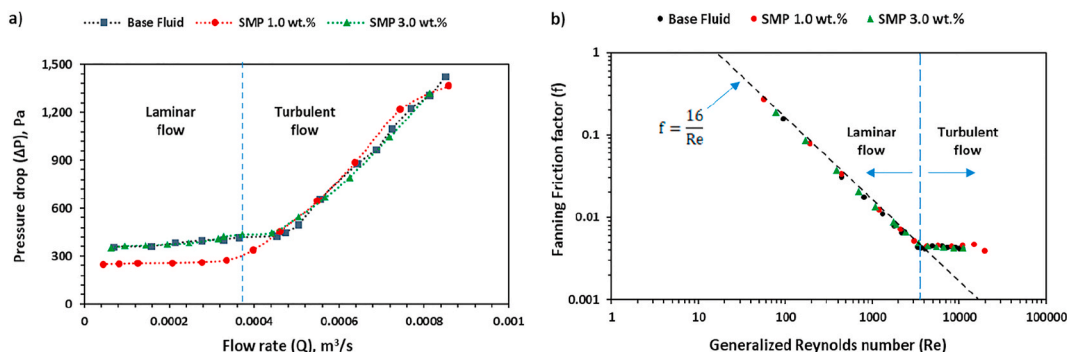 a)
Base Fluid SMP 1.0 wt.% SMP 3.0 wt.%
1,500
1,200
900
600
300
0
Laminar
flow
Turbulent
flow
Pressure drop (ΔP), Pa
0 0.0002 0.0004 0.0006 0.0008 0.001
Flow rate (Q), m³/s
b)
Base Fluid SMP 1.0 wt.% SMP 3.0 wt.%
1
0.1
0.01
0.001
f = 16/Re
Laminar
flow
Turbulent
flow
Fanning Friction factor (f)
1 10 100 1000 10000 100000
Generalized Reynolds number (Re)